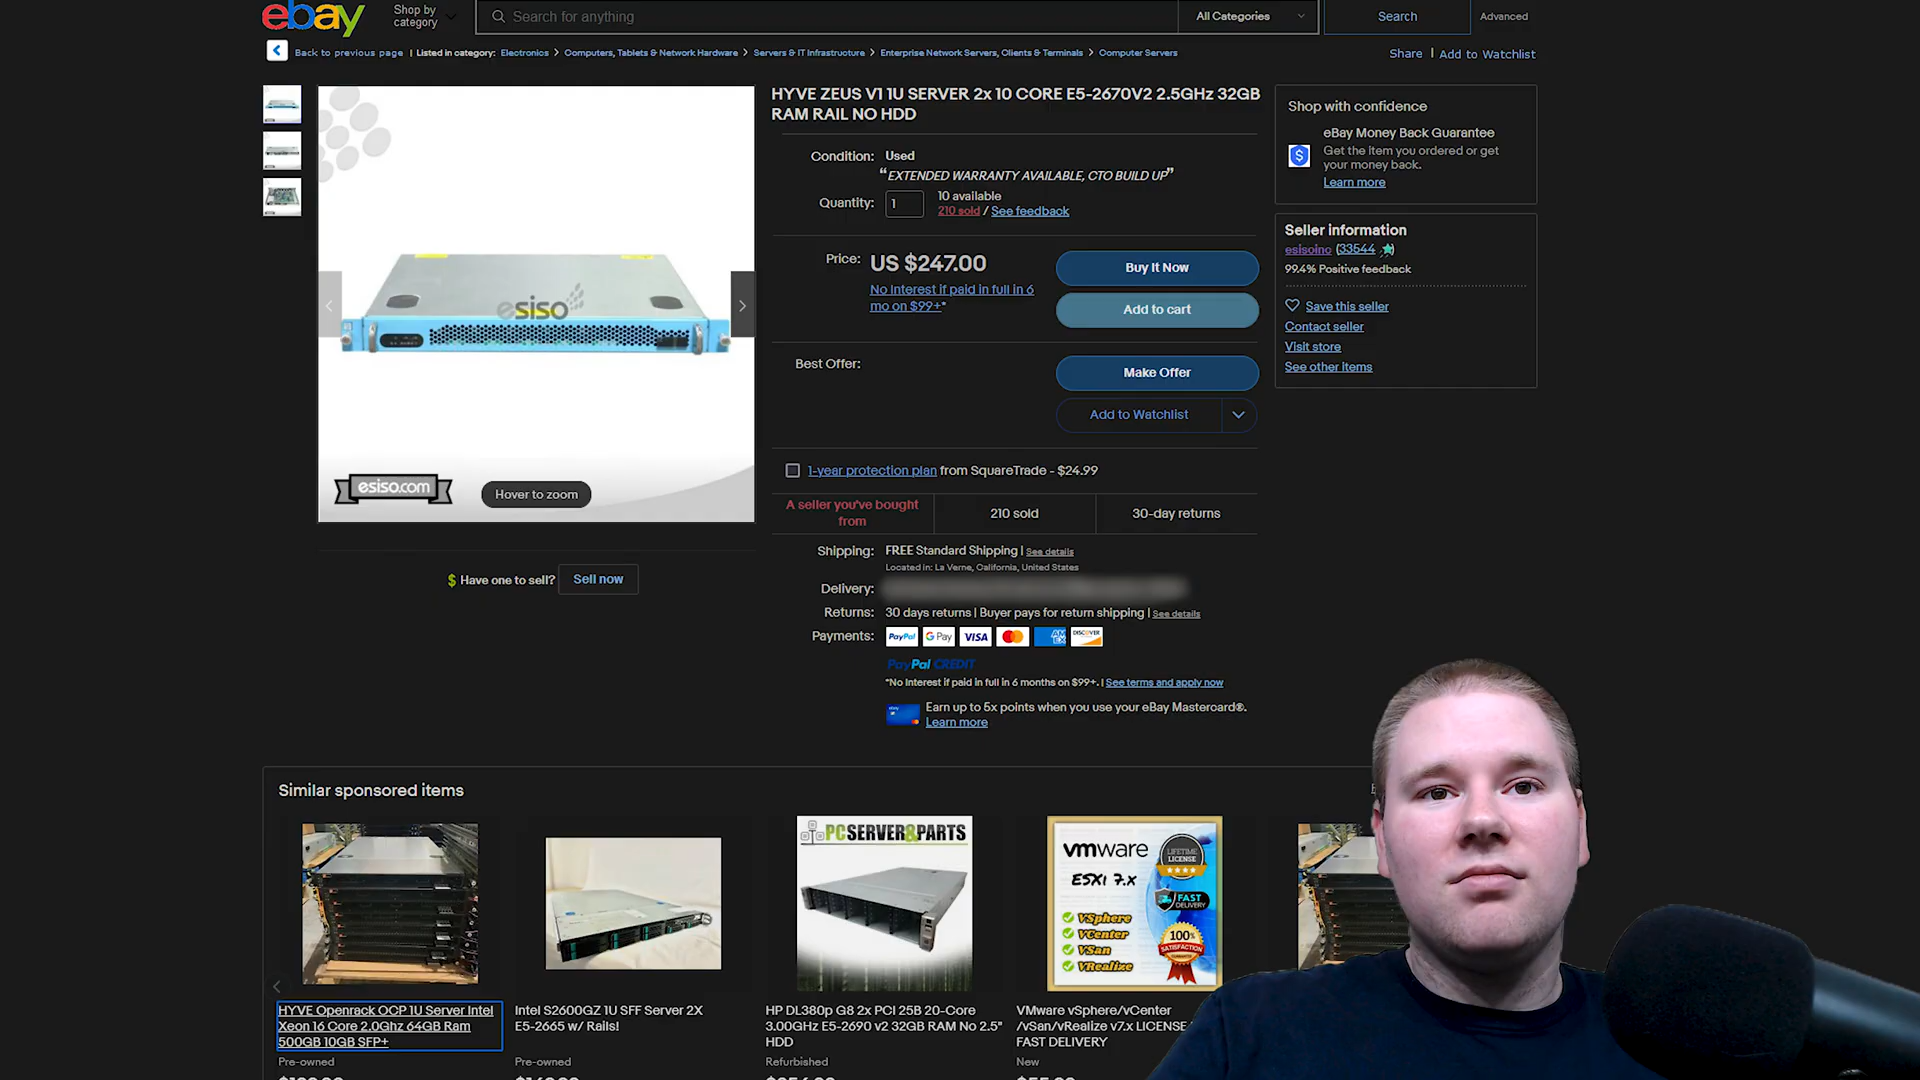 ebay
Shop by
category
Search for anything
All Categories
Search
Advanced
Back to previous page | Listed in category: Electronics > Computers, Tablets & Network Hardware > Servers & IT Infrastructure > Enterprise Network Servers, Clients & Terminals > Computer Servers
Share | Add to Watchlist
esiso
esiso.com
Hover to zoom
$ Have one to sell? Sell now
HYVE ZEUS V1 1U SERVER 2x 10 CORE E5-2670V2 2.5GHz 32GB
RAM RAIL NO HDD
Condition: Used
"EXTENDED WARRANTY AVAILABLE, CTO BUILD UP"
Quantity: 1
10 available
210 sold / See feedback
Price: US $247.00
No Interest if paid in full in 6
mo on $99+*
Buy It Now
Add to cart
Best Offer:
Make Offer
Add to Watchlist
1-year protection plan from SquareTrade - $24.99
A seller you've bought
from
210 sold
30-day returns
Shipping: FREE Standard Shipping | See details
Located in: La Verne, California, United States
Delivery:
Returns: 30 days returns | Buyer pays for return shipping | See details
Payments: PayPal G Pay VISA AM EX DISCOVER
PayPal CREDIT
*No Interest if paid in full in 6 months on $99+. | See terms and apply now
Earn up to 5x points when you use your eBay Mastercard®.
Learn more
Shop with confidence
eBay Money Back Guarantee
Get the item you ordered or get
your money back.
Learn more
Seller information
esisoinc (33544)
99.4% Positive feedback
Save this seller
Contact seller
Visit store
See other items
Similar sponsored items
PCSERVER&PARTS
vmware
ESXi 7.x
LIFETIME
LICENSE
FAST
DELIVERY
VSphere
VCenter
VSan
VRealize
100%
SATISFACTION
HYVE Openrack OCP 1U Server Intel
Xeon 16 Core 2.0Ghz 64GB Ram
500GB 10GB SFP+
Pre-owned
Intel S2600GZ 1U SFF Server 2X
E5-2665 w/ Rails!
Pre-owned
HP DL380p G8 2x PCI 25B 20-Core
3.00GHz E5-2690 v2 32GB RAM No 2.5"
HDD
Refurbished
VMware vSphere/vCenter
/vSan/vRealize v7.x LICENSE
FAST DELIVERY
New